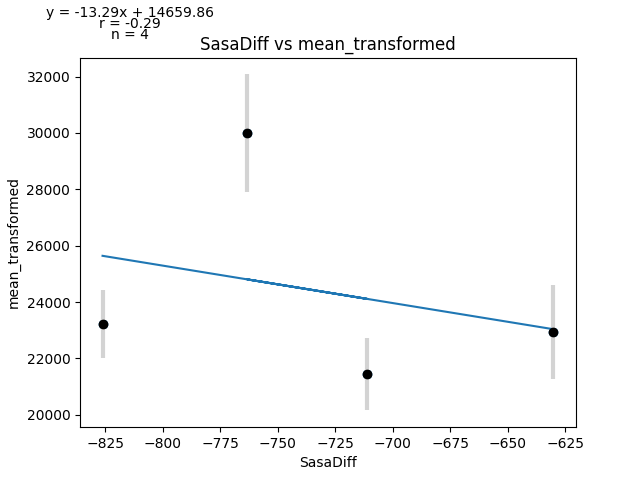 y = -13.29x + 14659.86
r = -0.29
n = 4
SasaDiff vs mean_transformed
32000
30000
28000
26000
24000
22000
20000
mean_transformed
−825 −800 −775 −750 −725 −700 −675 −650 −625
SasaDiff